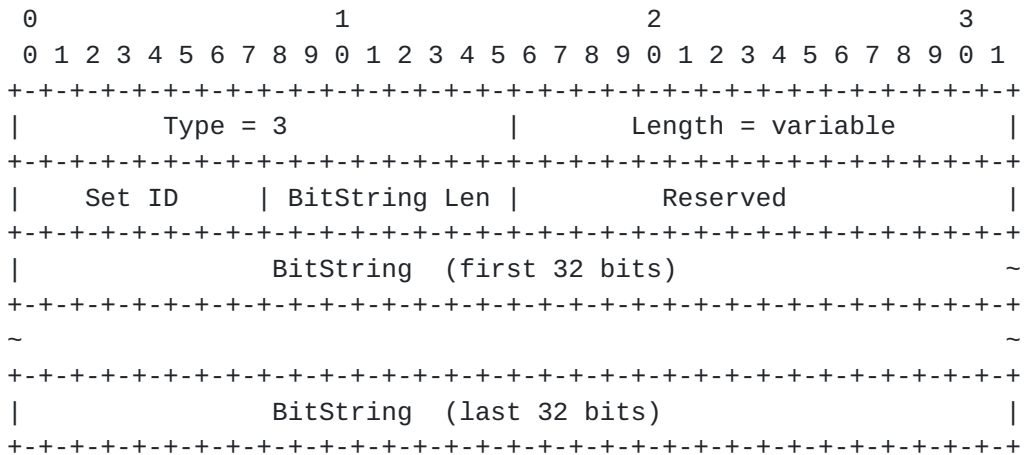 0                   1                   2                   3
 0 1 2 3 4 5 6 7 8 9 0 1 2 3 4 5 6 7 8 9 0 1 2 3 4 5 6 7 8 9 0 1
+-+-+-+-+-+-+-+-+-+-+-+-+-+-+-+-+-+-+-+-+-+-+-+-+-+-+-+-+-+-+-+-+
|         Type = 3              |       Length = variable       |
+-+-+-+-+-+-+-+-+-+-+-+-+-+-+-+-+-+-+-+-+-+-+-+-+-+-+-+-+-+-+-+-+
|    Set ID     | BitString Len |         Reserved              |
+-+-+-+-+-+-+-+-+-+-+-+-+-+-+-+-+-+-+-+-+-+-+-+-+-+-+-+-+-+-+-+-+
|                BitString  (first 32 bits)                     ~
+-+-+-+-+-+-+-+-+-+-+-+-+-+-+-+-+-+-+-+-+-+-+-+-+-+-+-+-+-+-+-+-+
~                                                               ~
+-+-+-+-+-+-+-+-+-+-+-+-+-+-+-+-+-+-+-+-+-+-+-+-+-+-+-+-+-+-+-+-+
|                BitString  (last 32 bits)                      |
+-+-+-+-+-+-+-+-+-+-+-+-+-+-+-+-+-+-+-+-+-+-+-+-+-+-+-+-+-+-+-+-+